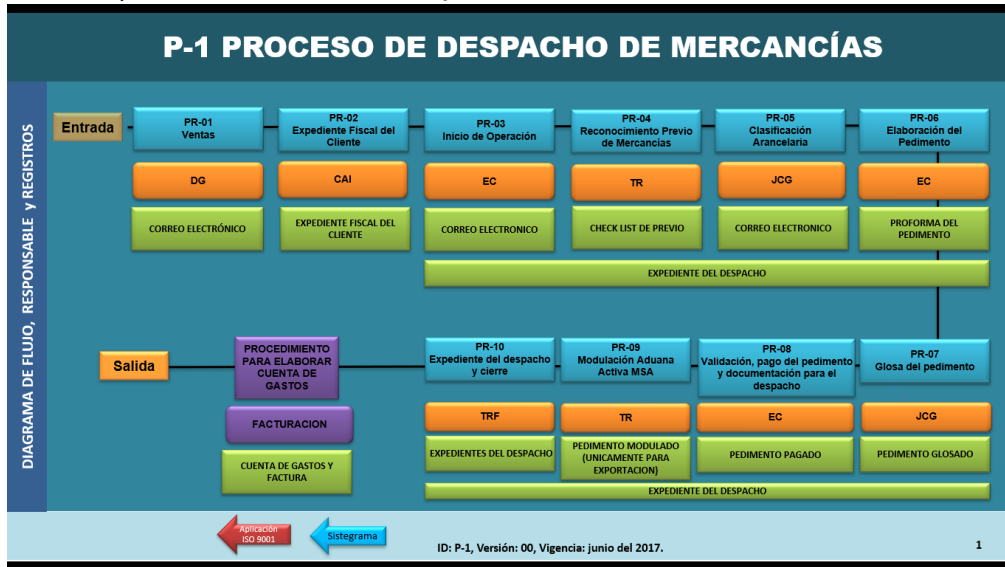 P-1 PROCESO DE DESPACHO DE MERCANCÍAS
DIAGRAMA DE FLUJO, RESPONSABLE y REGISTROS
Entrada
PR-01
Ventas
PR-02
Expediente Fiscal del
Cliente
PR-03
Inicio de Operación
PR-04
Reconocimiento Previo
de Mercancías
PR-05
Clasificación
Arancelaria
PR-06
Elaboración del
Pedimento
DG
CAI
EC
TR
JCG
EC
CORREO ELECTRÓNICO
EXPEDIENTE FISCAL DEL
CLIENTE
CORREO ELECTRONICO
CHECK LIST DE PREVIO
CORREO ELECTRONICO
PROFORMA DEL
PEDIMENTO
EXPEDIENTE DEL DESPACHO
Salida
PROCEDIMIENTO
PARA ELABORAR
CUENTA DE
GASTOS
PR-10
Expediente del despacho
y cierre
PR-09
Modulación Aduana
Activa MSA
PR-08
Validación, pago del pedimento
y documentación para el
despacho
PR-07
Glosa del pedimento
FACTURACION
TRF
TR
EC
JCG
CUENTA DE GASTOS Y
FACTURA
EXPEDIENTES DEL DESPACHO
PEDIMENTO MODULADO
(UNICAMENTE PARA
EXPORTACION)
PEDIMENTO PAGADO
PEDIMENTO GLOSADO
EXPEDIENTE DEL DESPACHO
Aplicación
ISO 9001
Sistegrama
ID: P-1, Versión: 00, Vigencia: junio del 2017.
1